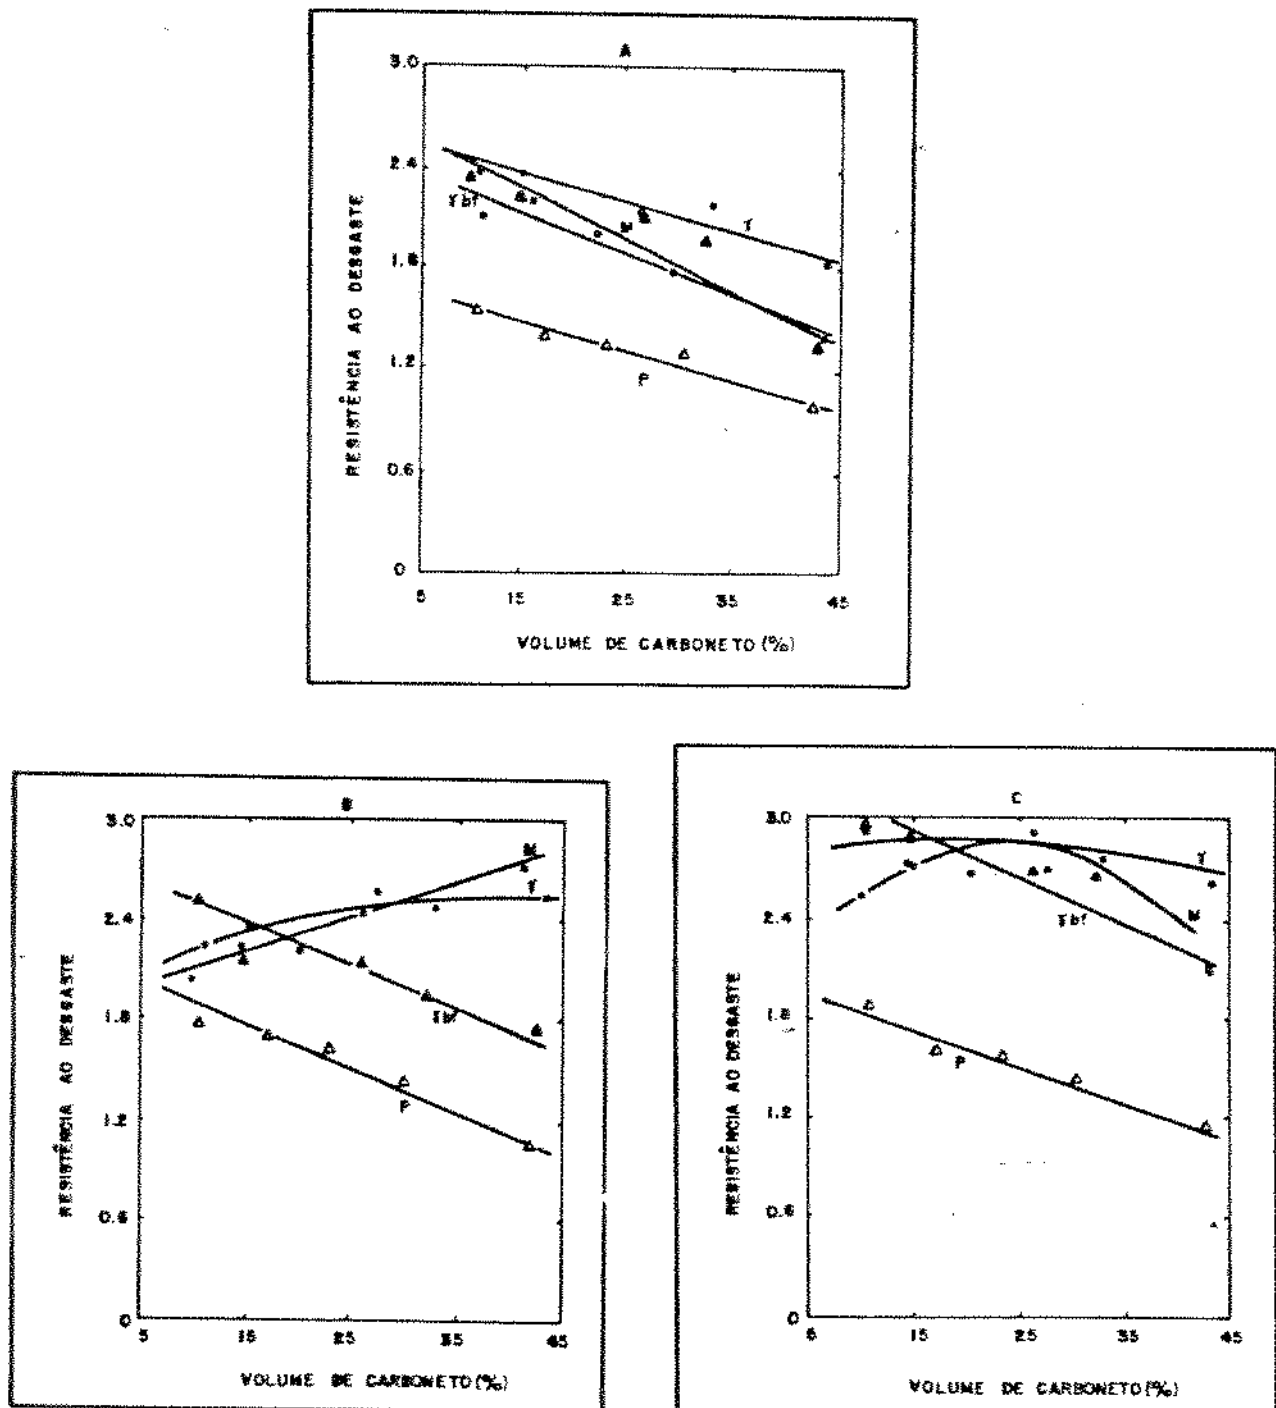 A
3.0
2.4
1.8
1.2
0.6
0
RESISTÊNCIA AO DESGASTE
γbf
M
γ
P
5 15 25 35 45
VOLUME DE CARBONETO (%)
B
3.0
2.4
1.8
1.2
0.6
0
RESISTÊNCIA AO DESGASTE
M
γ
γbf
P
5 15 25 35 45
VOLUME DE CARBONETO (%)
C
3.0
2.4
1.8
1.2
0.6
0
RESISTÊNCIA AO DESGASTE
γ
M
γbf
P
5 15 25 35 45
VOLUME DE CARBONETO (%)